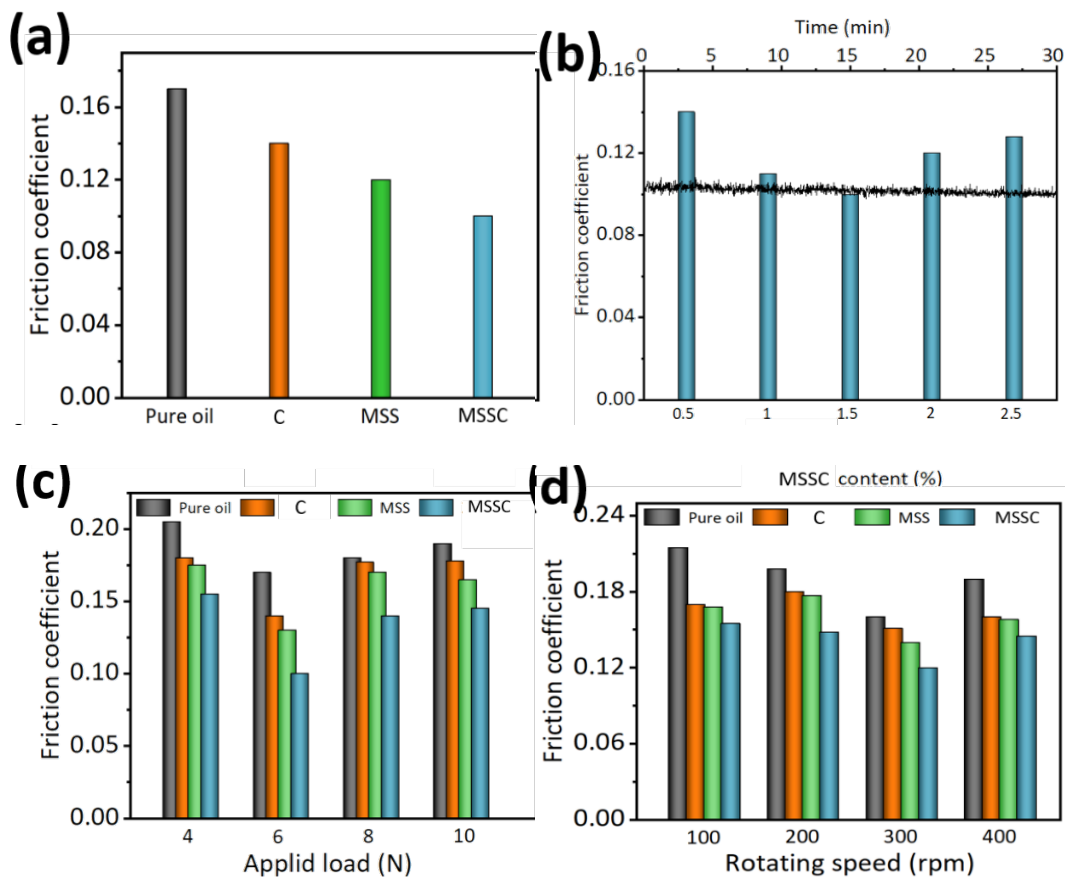 (a)
Friction coefficient
0.16
0.12
0.08
0.04
0.00
Pure oil C MSS MSSC
(b)
Time (min)
0 5 10 15 20 25 30
Friction coefficient
0.16
0.12
0.08
0.04
0.00
0.5 1 1.5 2 2.5
MSSC content (%)
(c)
Pure oil C MSS MSSC
Friction coefficient
0.20
0.15
0.10
0.05
0.00
4 6 8 10
Applid load (N)
(d)
Pure oil C MSS MSSC
Friction coefficient
0.24
0.18
0.12
0.06
0.00
100 200 300 400
Rotating speed (rpm)